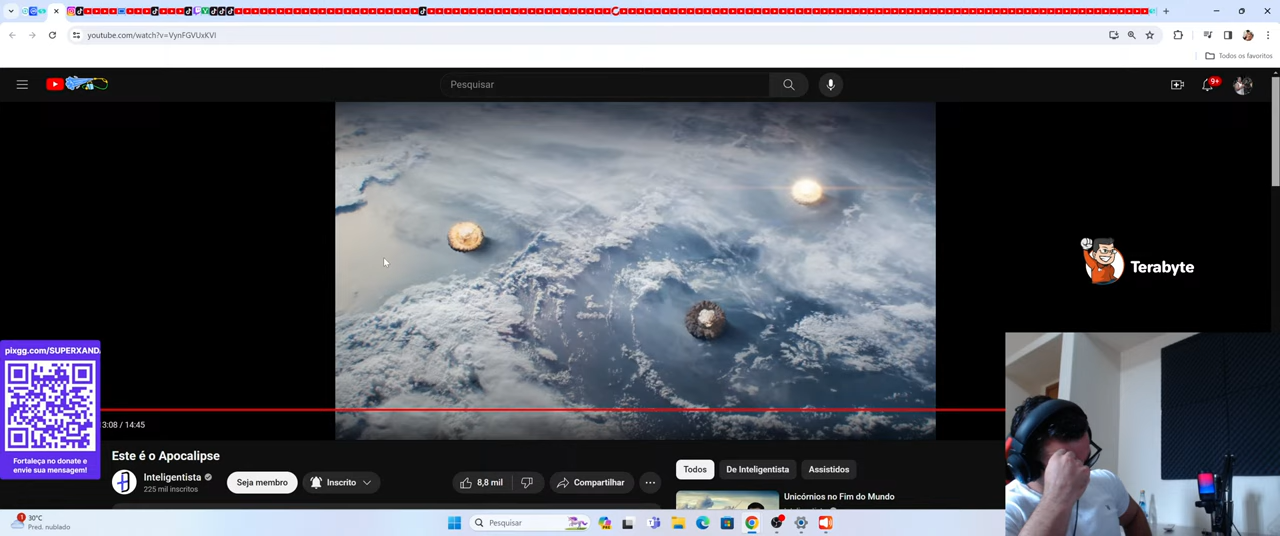 youtube.com/watch?v=VynFGVUxKVI
Todos os favoritos
Pesquisar
9+
Terabyte
pixgg.com/SUPERXAND
Fortaleça no donate e
envie sua mensagem!
3:08 / 14:45
Este é o Apocalipse
Inteligentista
225 mil inscritos
Seja membro
Inscrito
8,8 mil
Compartilhar
Todos
De Inteligentista
Assistidos
Unicórnios no Fim do Mundo
30°C
Pred. nublado
Pesquisar